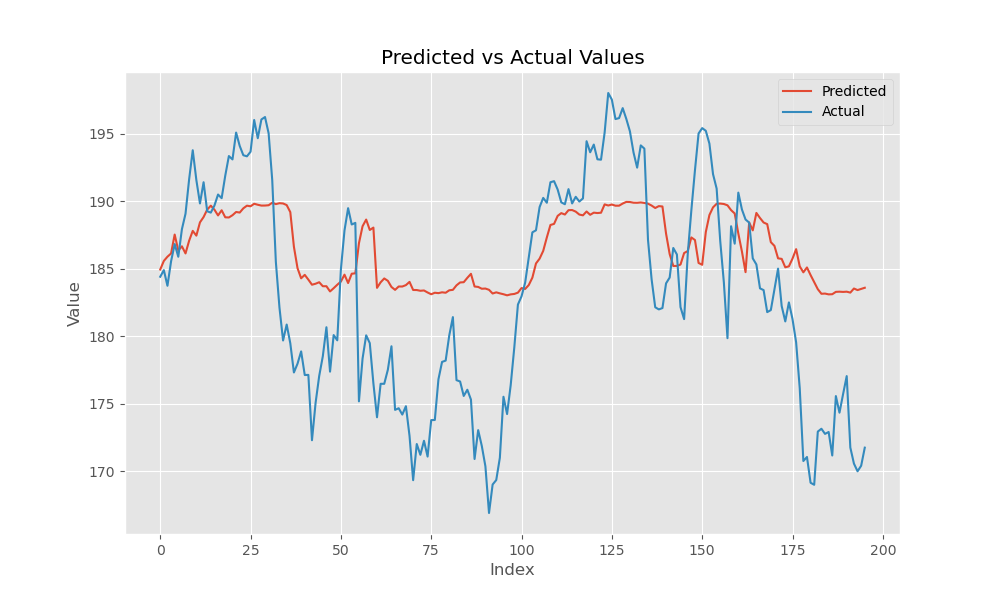 Predicted vs Actual Values
Predicted
Actual
195
190
185
180
175
170
Value
0 25 50 75 100 125 150 175 200
Index